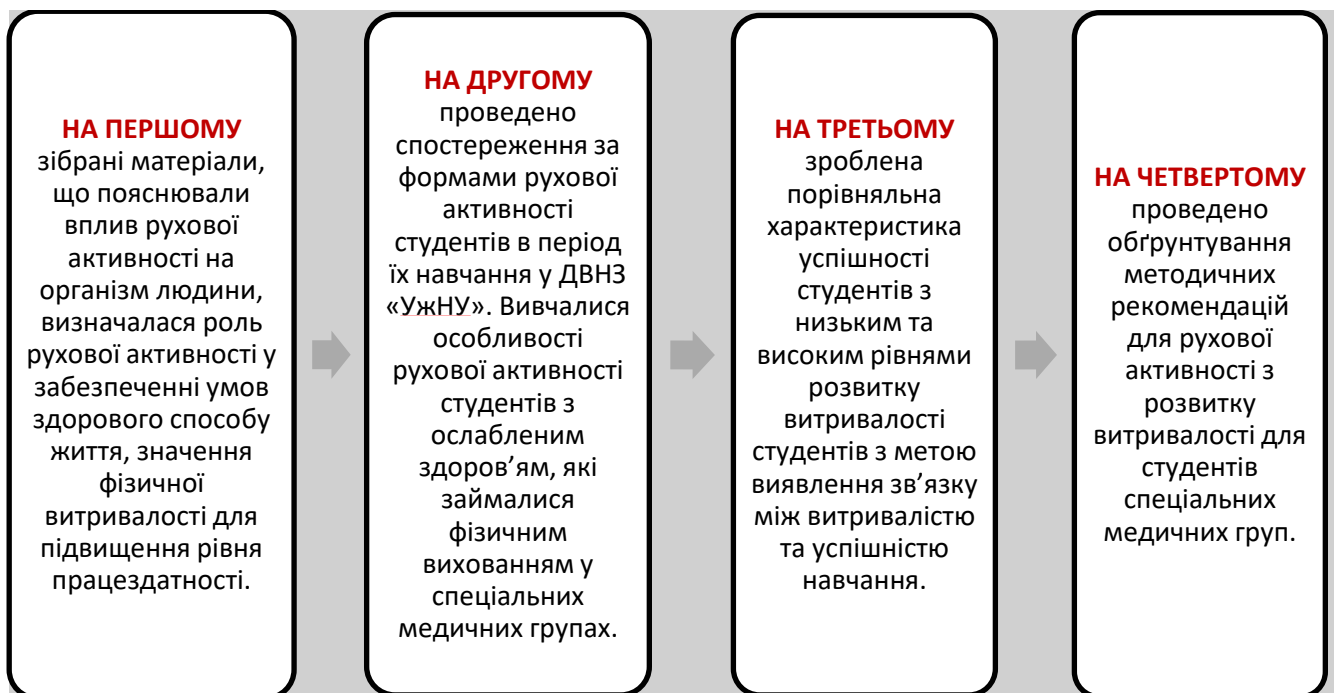 НА ПЕРШОМУ
зібрані матеріали,
що пояснювали
вплив рухової
активності на
організм людини,
визначалася роль
рухової активності у
забезпеченні умов
здорового способу
життя, значення
фізичної
витривалості для
підвищення рівня
працездатності.
НА ДРУГОМУ
проведено
спостереження за
формами рухової
активності
студентів в період
їх навчання у ДВНЗ
«УжНУ». Вивчалися
особливості
рухової активності
студентів з
ослабленим
здоров’ям, які
займалися
фізичним
вихованням у
спеціальних
медичних групах.
НА ТРЕТЬОМУ
зроблена
порівняльна
характеристика
успішності
студентів з
низьким та
високим рівнями
розвитку
витривалості
студентів з метою
виявлення зв’язку
між витривалістю
та успішністю
навчання.
НА ЧЕТВЕРТОМУ
проведено
обґрунтування
методичних
рекомендацій
для рухової
активності з
розвитку
витривалості для
студентів
спеціальних
медичних груп.